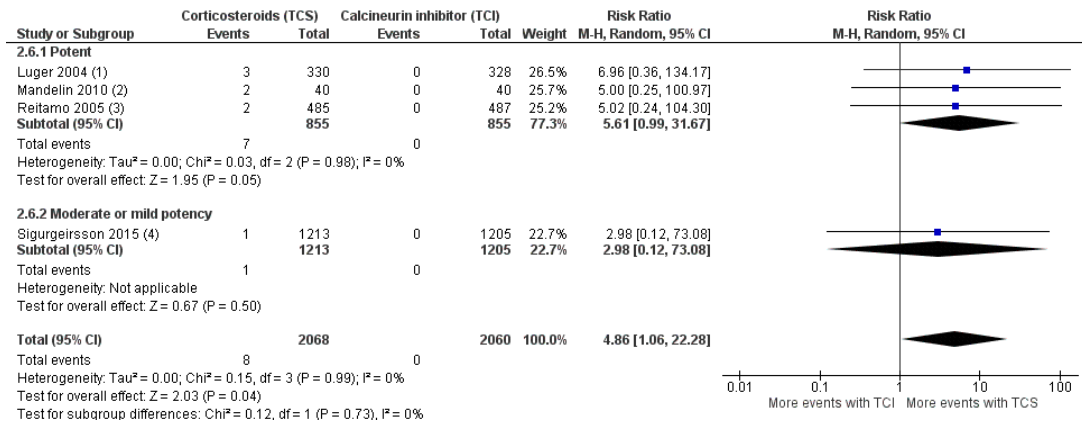 Corticosteroids (TCS) Calcineurin inhibitor (TCI) Risk Ratio Risk Ratio
Study or Subgroup Events Total Events Total Weight M-H, Random, 95% CI M-H, Random, 95% CI
2.6.1 Potent
Luger 2004 (1) 3 330 0 328 26.5% 6.96 [0.36, 134.17]
Mandelin 2010 (2) 2 40 0 40 25.7% 5.00 [0.25, 100.97]
Reitamo 2005 (3) 2 485 0 487 25.2% 5.02 [0.24, 104.30]
Subtotal (95% CI) 855 855 77.3% 5.61 [0.99, 31.67]
Total events 7 0
Heterogeneity: Tau² = 0.00; Chi² = 0.03, df = 2 (P = 0.98); I² = 0%
Test for overall effect: Z = 1.95 (P = 0.05)
2.6.2 Moderate or mild potency
Sigurgeirsson 2015 (4) 1 1213 0 1205 22.7% 2.98 [0.12, 73.08]
Subtotal (95% CI) 1213 1205 22.7% 2.98 [0.12, 73.08]
Total events 1 0
Heterogeneity: Not applicable
Test for overall effect: Z = 0.67 (P = 0.50)
Total (95% CI) 2068 2060 100.0% 4.86 [1.06, 22.28]
Total events 8 0
Heterogeneity: Tau² = 0.00; Chi² = 0.15, df = 3 (P = 0.99); I² = 0%
Test for overall effect: Z = 2.03 (P = 0.04)
Test for subgroup differences: Chi² = 0.12, df = 1 (P = 0.73), I² = 0%
0.01 0.1 1 10 100
More events with TCI More events with TCS